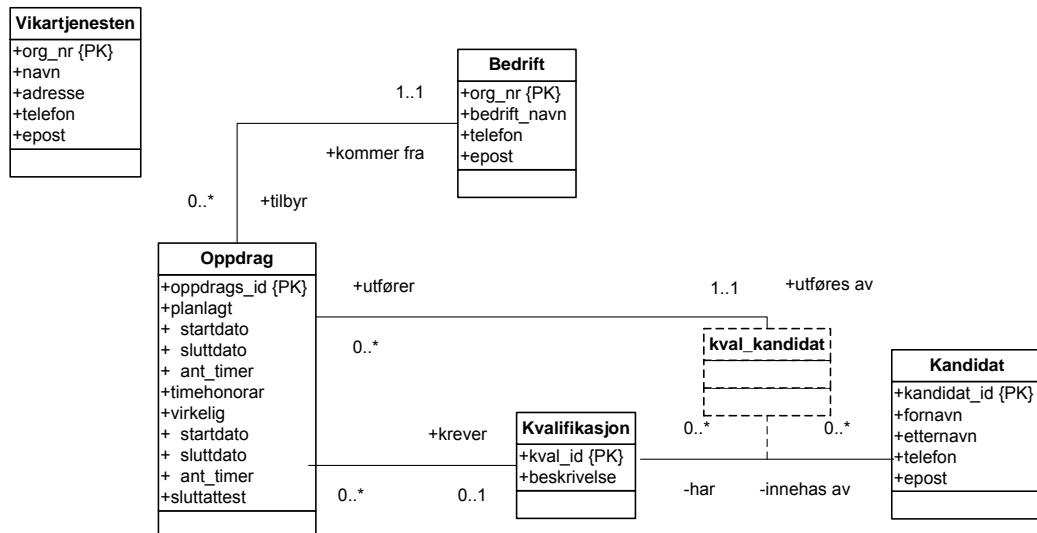 Vikartjenesten
+org_nr {PK}
+navn
+adresse
+telefon
+epost
Bedrift
+org_nr {PK}
+bedrift_navn
+telefon
+epost
1..1
+kommer fra
0..*
+tilbyr
Oppdrag
+oppdrags_id {PK}
+planlagt
+ startdato
+ sluttdato
+ ant_timer
+timehonorar
+virkelig
+ startdato
+ sluttdato
+ ant_timer
+sluttattest
+utfører
0..*
1..1
+utføres av
kval_kandidat
Kandidat
+kandidat_id {PK}
+fornavn
+etternavn
+telefon
+epost
+krever
0..*
0..1
Kvalifikasjon
+kval_id {PK}
+beskrivelse
0..*
0..*
-har
-innehas av